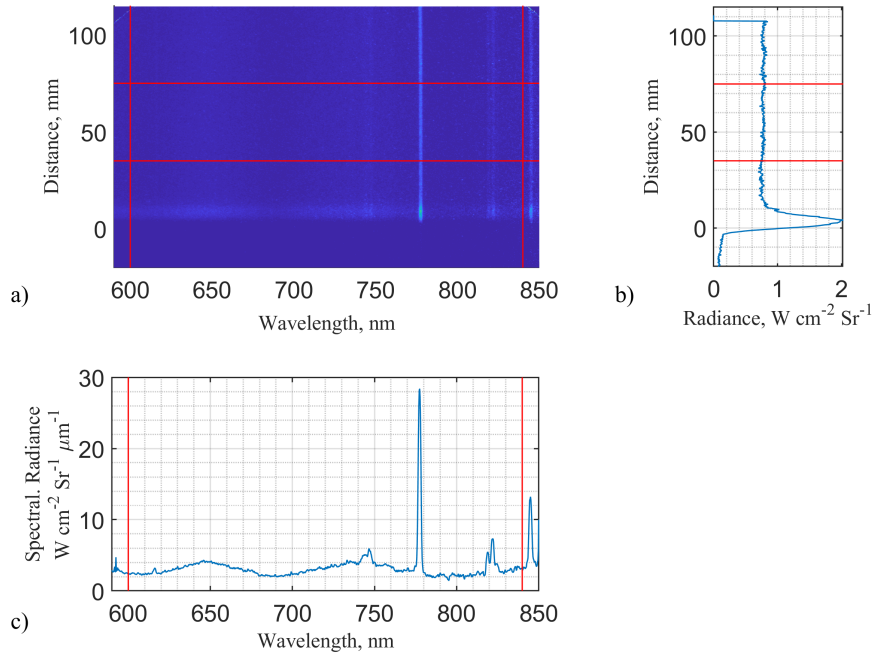 100
50
0
Distance, mm
600 650 700 750 800 850
Wavelength, nm
a)
100
50
0
Distance, mm
0 1 2
Radiance, W cm⁻² Sr⁻¹
b)
30
20
10
0
Spectral. Radiance
W cm⁻² Sr⁻¹ μm⁻¹
600 650 700 750 800 850
Wavelength, nm
c)